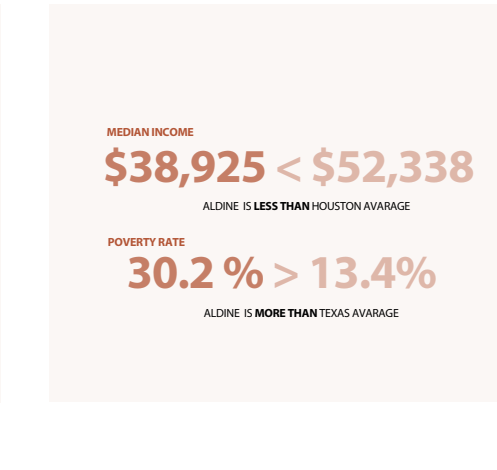 MEDIAN INCOME
$38,925 < $52,338
ALDINE IS LESS THAN HOUSTON AVARAGE
POVERTY RATE
30.2 % > 13.4%
ALDINE IS MORE THAN TEXAS AVARAGE